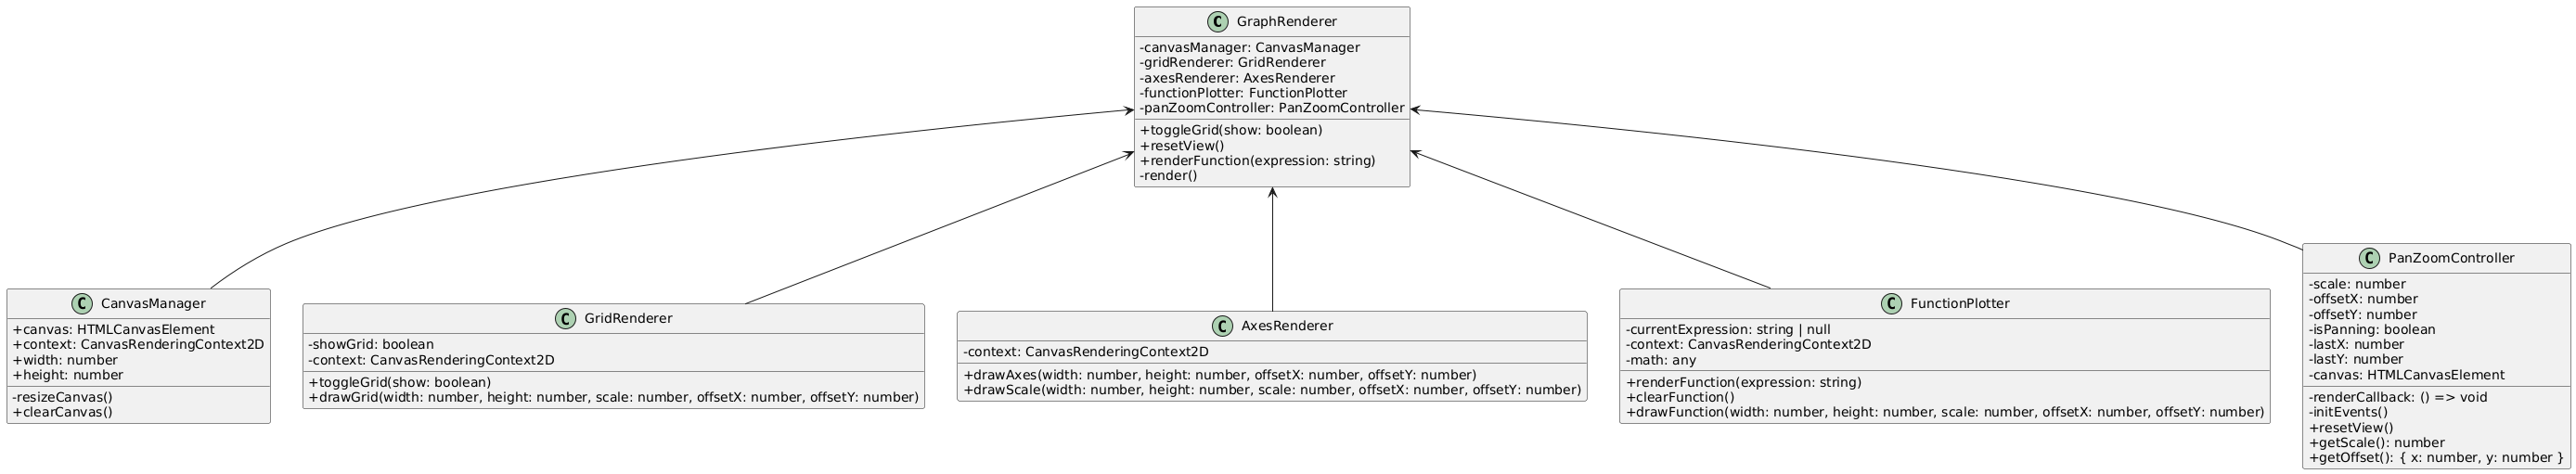 C GraphRenderer
-canvasManager: CanvasManager
-gridRenderer: GridRenderer
-axesRenderer: AxesRenderer
-functionPlotter: FunctionPlotter
-panZoomController: PanZoomController
+toggleGrid(show: boolean)
+resetView()
+renderFunction(expression: string)
-render()
C CanvasManager
+canvas: HTMLCanvasElement
+context: CanvasRenderingContext2D
+width: number
+height: number
-resizeCanvas()
+clearCanvas()
C GridRenderer
-showGrid: boolean
-context: CanvasRenderingContext2D
+toggleGrid(show: boolean)
+drawGrid(width: number, height: number, scale: number, offsetX: number, offsetY: number)
C AxesRenderer
-context: CanvasRenderingContext2D
+drawAxes(width: number, height: number, offsetX: number, offsetY: number)
+drawScale(width: number, height: number, scale: number, offsetX: number, offsetY: number)
C FunctionPlotter
-currentExpression: string | null
-context: CanvasRenderingContext2D
-math: any
+renderFunction(expression: string)
+clearFunction()
+drawFunction(width: number, height: number, scale: number, offsetX: number, offsetY: number)
C PanZoomController
-scale: number
-offsetX: number
-offsetY: number
-isPanning: boolean
-lastX: number
-lastY: number
-canvas: HTMLCanvasElement
-renderCallback: () => void
-initEvents()
+resetView()
+getScale(): number
+getOffset(): { x: number, y: number }